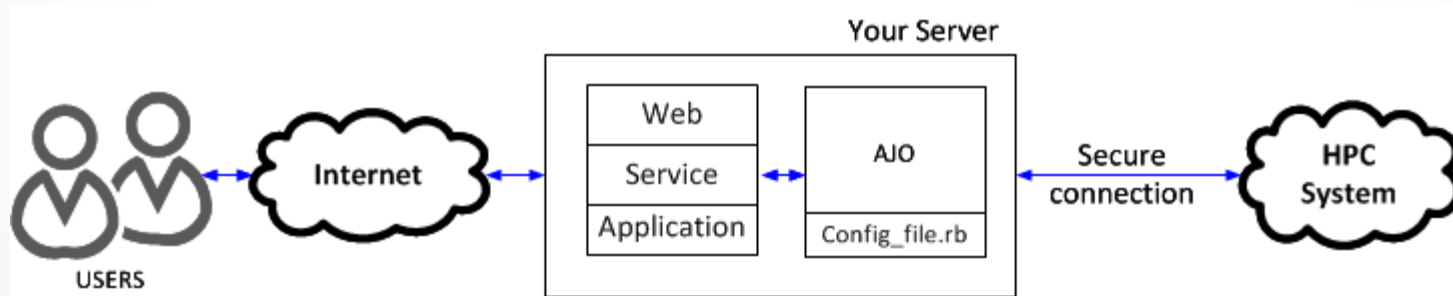 Your Server
USERS
Internet
Web
Service
Application
AJO
Config_file.rb
Secure
connection
HPC
System